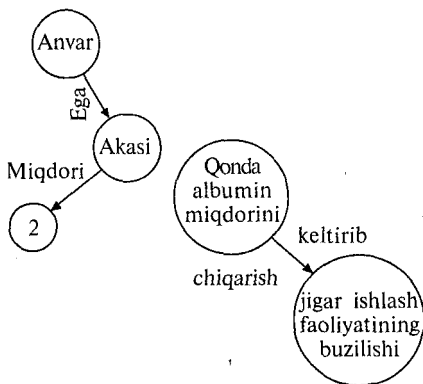 Anvar
Ega
Akasi
Miqdori
2
Qonda
albumin
miqdorini
keltirib
chiqarish
jigar ishlash
faoliyatining
buzilishi